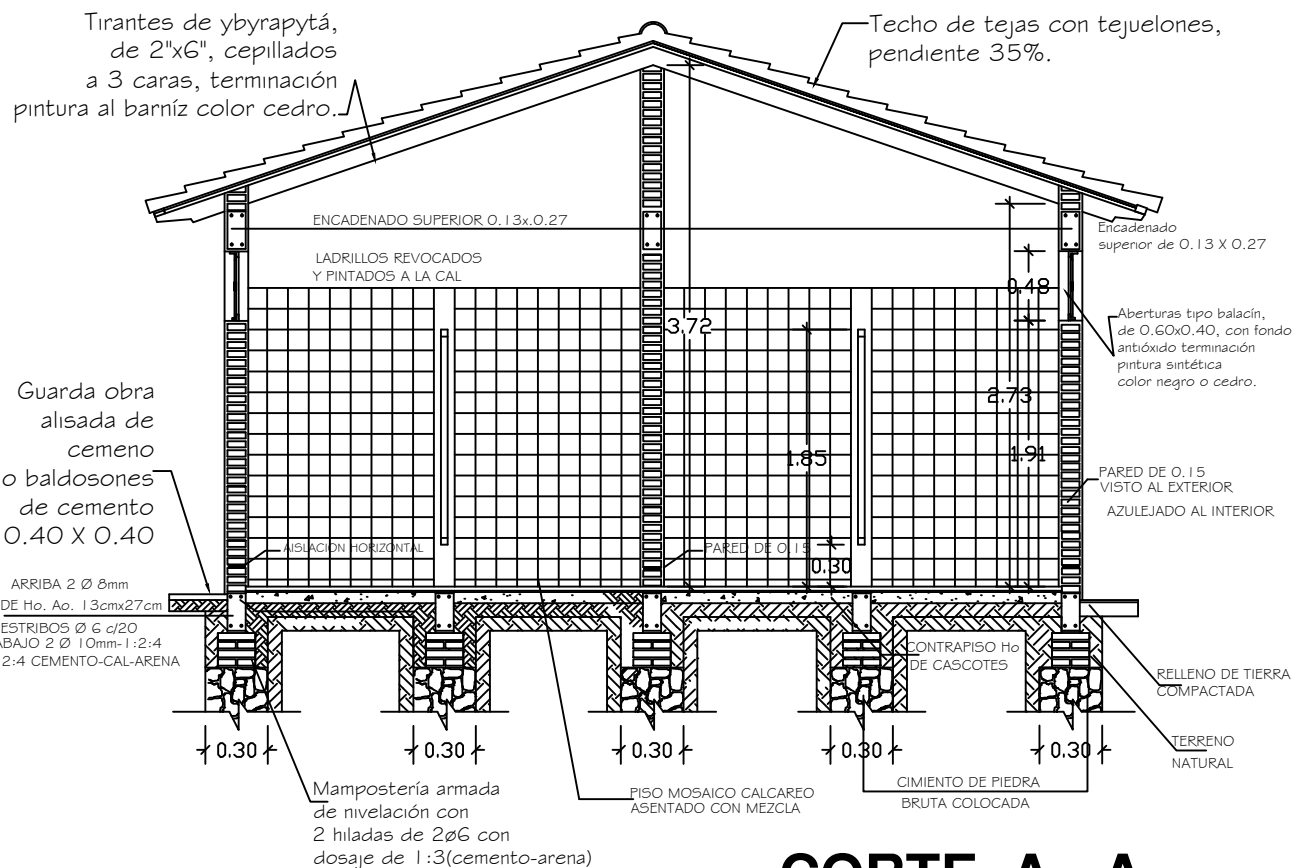 Tirantes de ybyrapytá,
de 2"x6", cepillados
a 3 caras, terminación
pintura al barníz color cedro.
Techo de tejas con tejuelones,
pendiente 35%.
ENCADENADO SUPERIOR 0.13x.0.27
Encadenado
superior de 0.13 X 0.27
LADRILLOS REVOCADOS
Y PINTADOS A LA CAL
0.48
3.72
Aberturas tipo balacín,
de 0.60x0.40, con fondo
antióxido terminación
pintura sintética
color negro o cedro.
2.73
1.85
1.91
Guarda obra
alisada de
cemeno
o baldosones
de cemento
0.40 X 0.40
PARED DE 0.15
VISTO AL EXTERIOR
AZULEJADO AL INTERIOR
AISLACION HORIZONTAL
PARED DE 0.15
0.30
ARRIBA 2 Ø 8mm
DE Ho. Ao. 13cmx27cm
ESTRIBOS Ø 6 c/20
ABAJO 2 Ø 10mm-1:2:4
2:4 CEMENTO-CAL-ARENA
CONTRAPISO Ho
DE CASCOTES
RELLENO DE TIERRA
COMPACTADA
0.30
0.30
0.30
0.30
0.30
TERRENO
NATURAL
Mampostería armada
de nivelación con
2 hiladas de 2ø6 con
dosaje de 1:3(cemento-arena)
PISO MOSAICO CALCAREO
ASENTADO CON MEZCLA
CIMIENTO DE PIEDRA
BRUTA COLOCADA
CORTE A-A